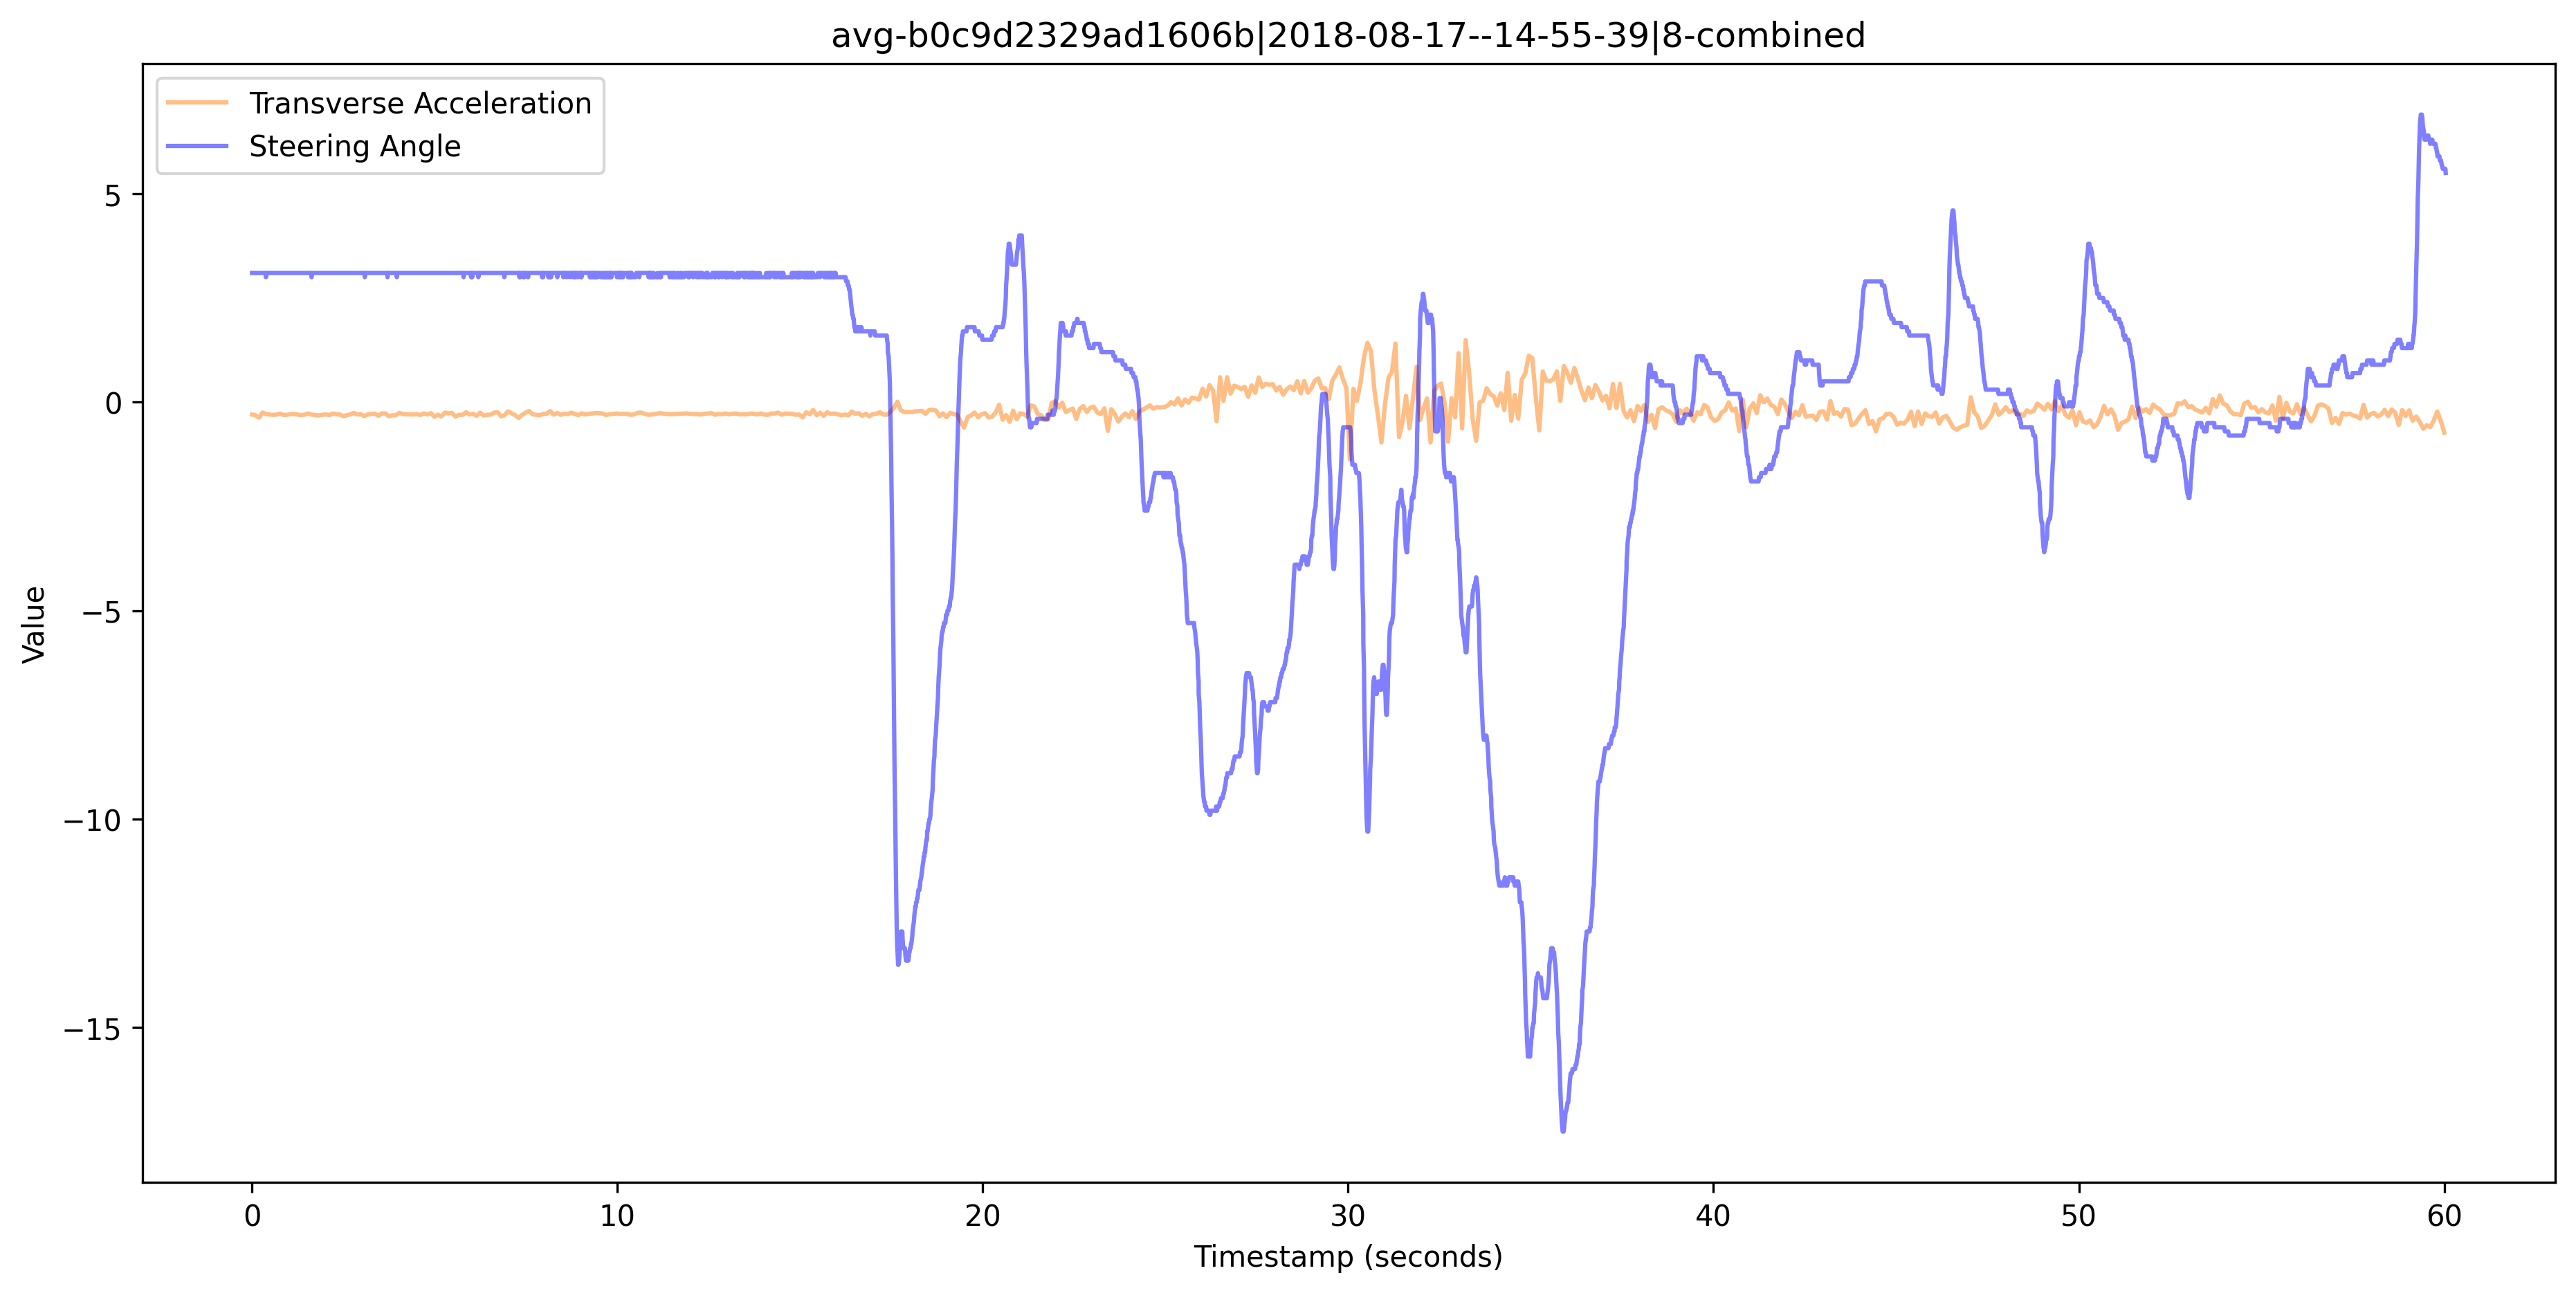 avg-b0c9d2329ad1606b|2018-08-17--14-55-39|8-combined
Transverse Acceleration
Steering Angle
5
0
−5
−10
−15
Value
0 10 20 30 40 50 60
Timestamp (seconds)